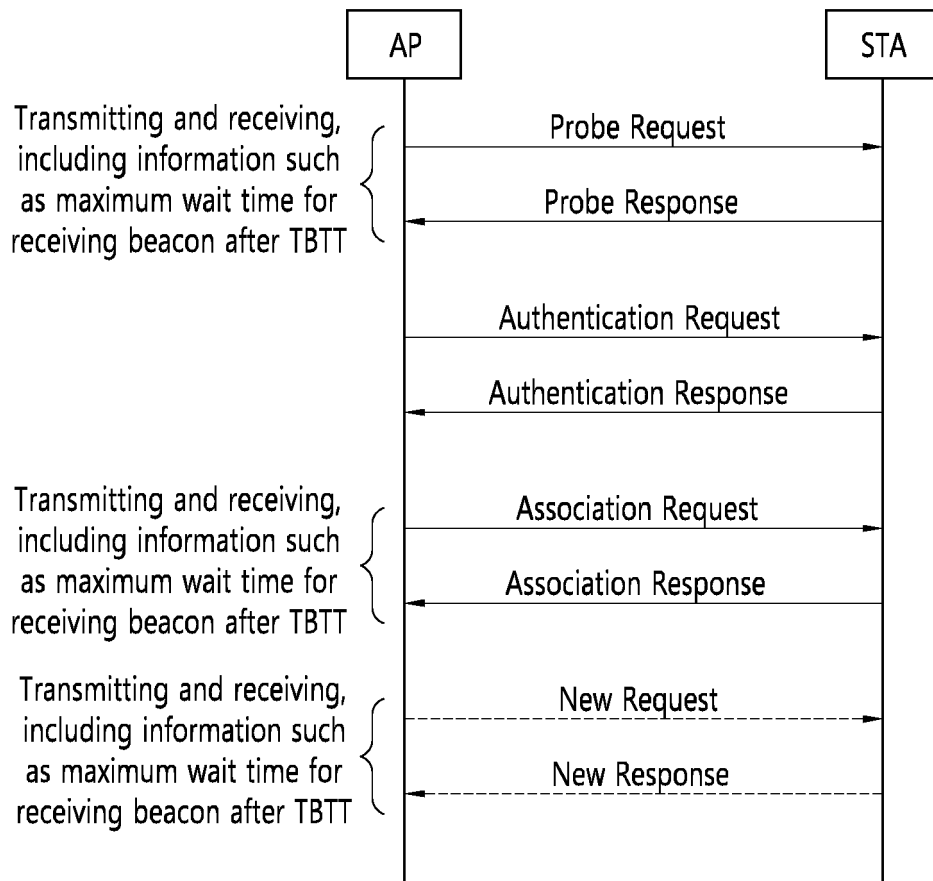 AP
STA
Transmitting and receiving,
including information such
as maximum wait time for
receiving beacon after TBTT
Probe Request
Probe Response
Authentication Request
Authentication Response
Transmitting and receiving,
including information such
as maximum wait time for
receiving beacon after TBTT
Association Request
Association Response
Transmitting and receiving,
including information such
as maximum wait time for
receiving beacon after TBTT
New Request
New Response